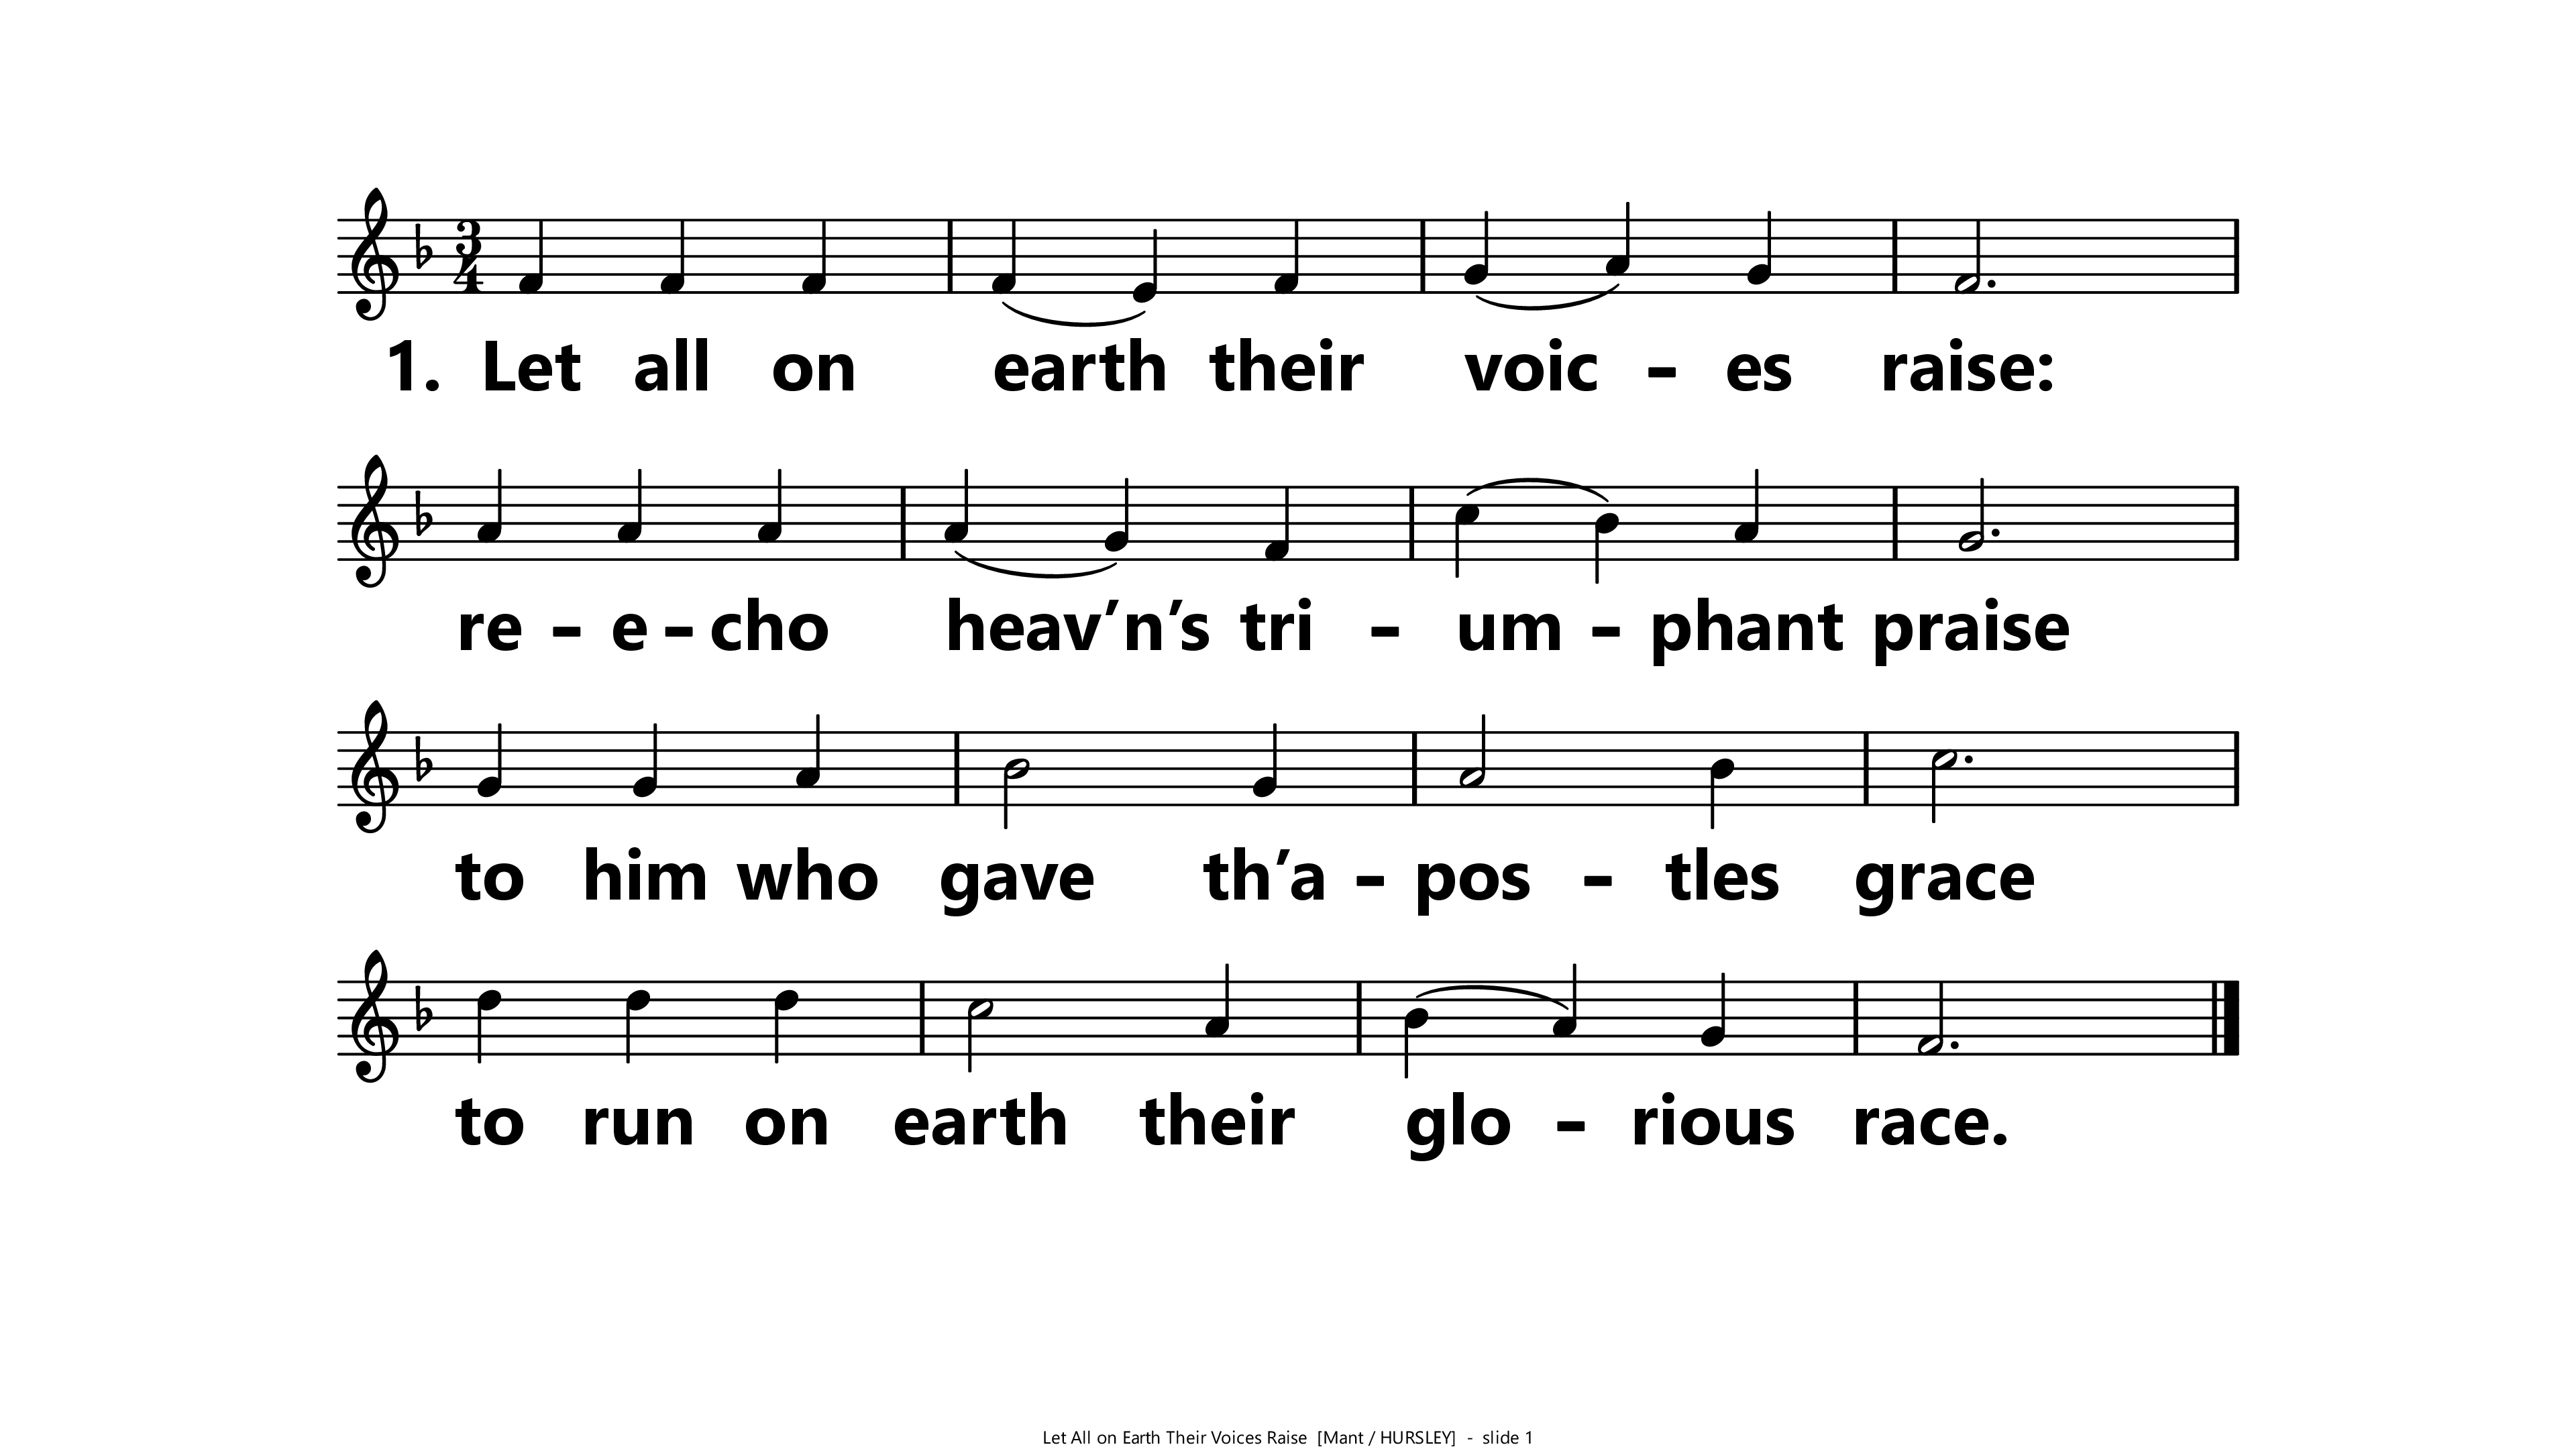 3
4
1. Let all on earth their voic - es raise:
re - e - cho heav’n’s tri - um - phant praise
to him who gave th’a - pos - tles grace
to run on earth their glo - rious race.
Let All on Earth Their Voices Raise [Mant / HURSLEY] - slide 1